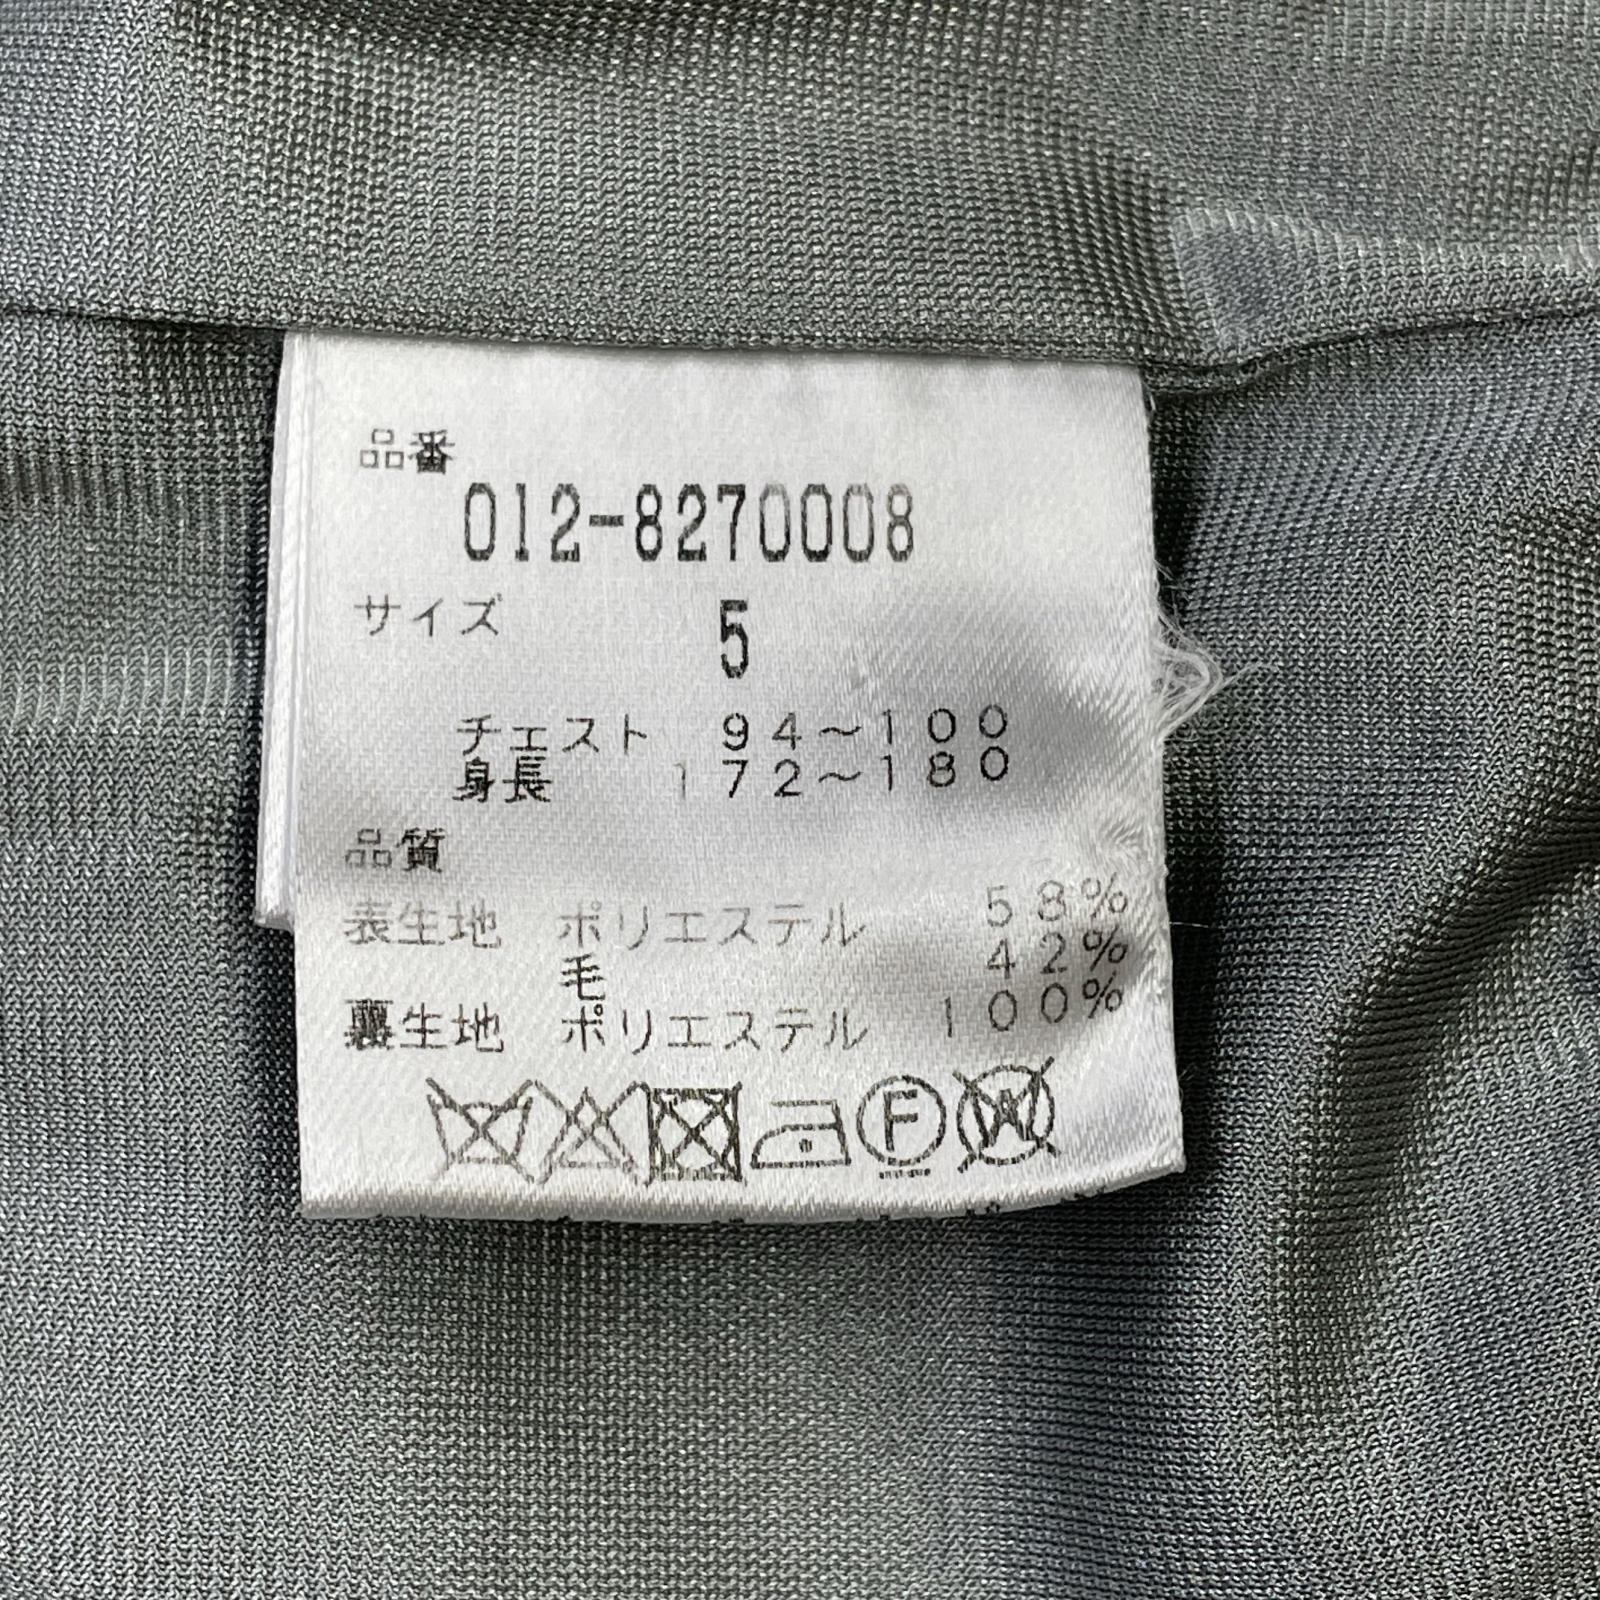 品番
012-8270008
サイズ 5
チェスト 94～100
身長 172～180
品質
表生地 ポリエステル 58%
毛 42%
裏生地 ポリエステル 100%
F W